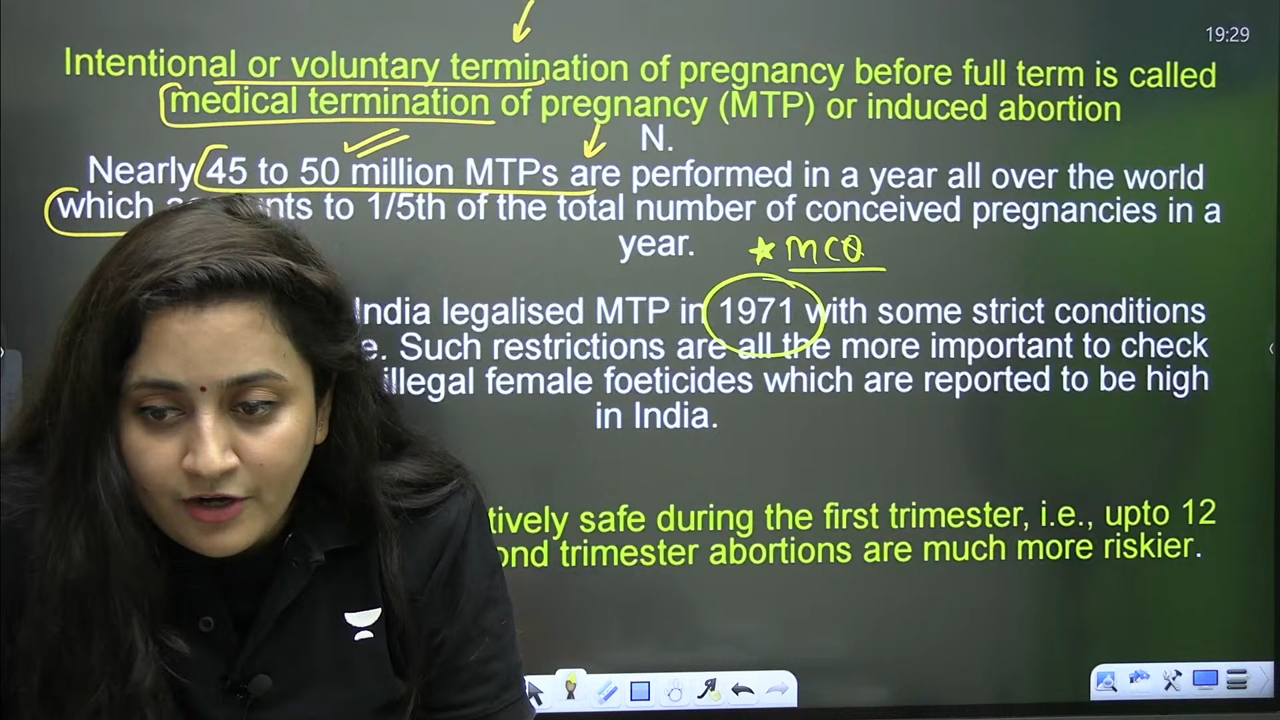 19:29
Intentional or voluntary termination of pregnancy before full term is called
medical termination of pregnancy (MTP) or induced abortion
N.
Nearly 45 to 50 million MTPs are performed in a year all over the world
which nts to 1/5th of the total number of conceived pregnancies in a
year.
★ MCQ
India legalised MTP in 1971 with some strict conditions
e. Such restrictions are all the more important to check
illegal female foeticides which are reported to be high
in India.
tively safe during the first trimester, i.e., upto 12
ond trimester abortions are much more riskier.